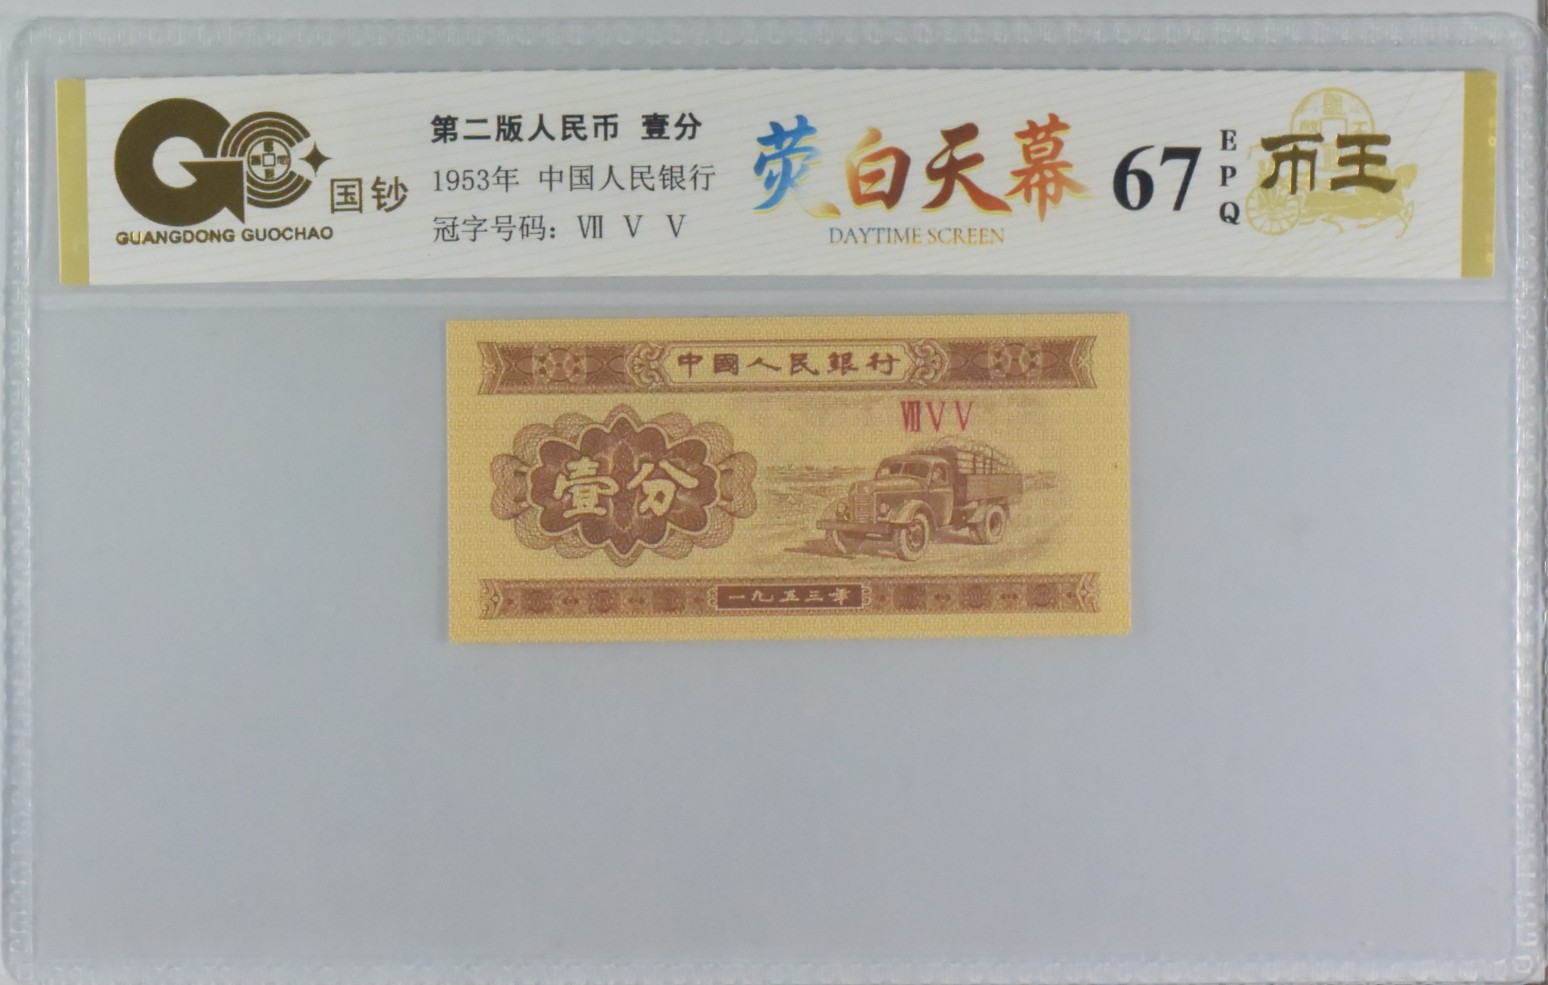 国钞
GUANGDONG GUOCHAO
第二版人民币 壹分
1953年 中国人民银行
冠字号码：Ⅶ Ⅴ Ⅴ
荧白天幕
DAYTIME SCREEN
67
EPQ
币王
中國人民銀行
ⅦⅤⅤ
壹分
一九五三年